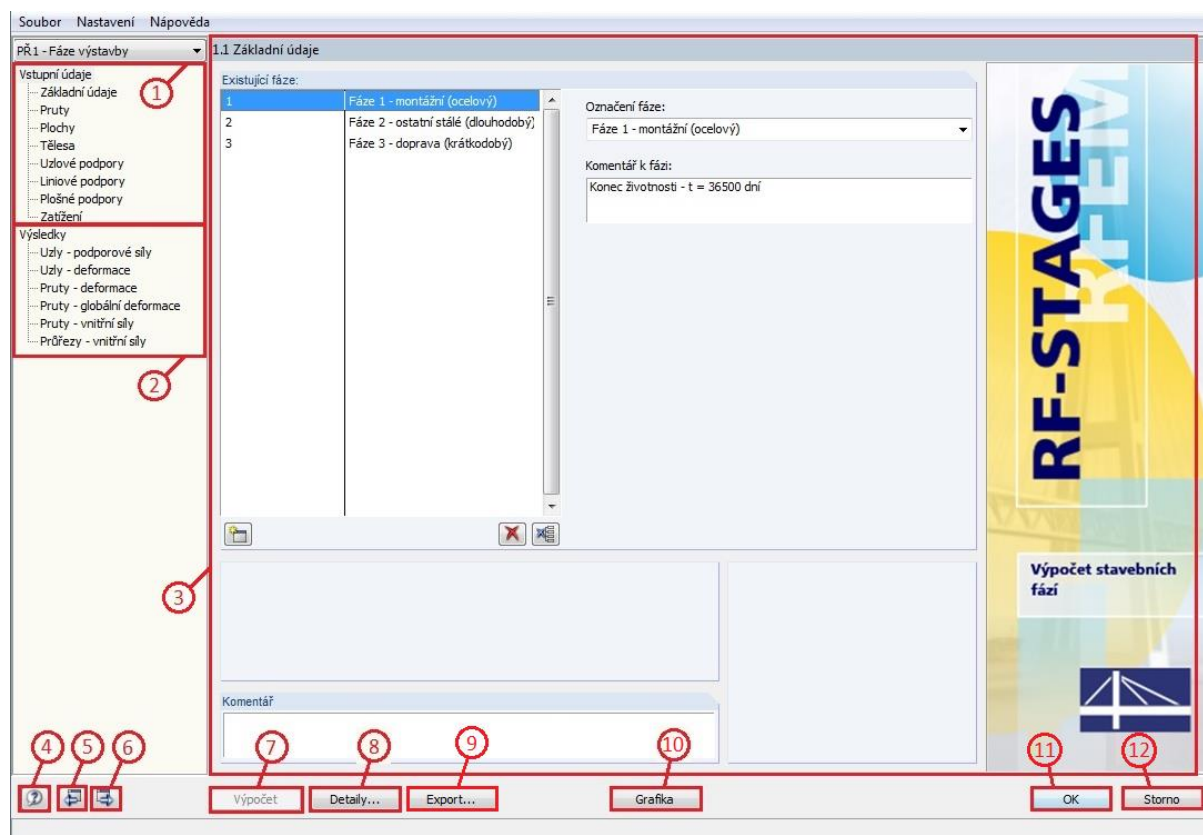 Soubor Nastavení Nápověda
PŘ1 - Fáze výstavby
1.1 Základní údaje
Vstupní údaje
Základní údaje
Pruty
Plochy
Tělesa
Uzlové podpory
Liniové podpory
Plošné podpory
Zatížení
1
Výsledky
Uzly - podporové síly
Uzly - deformace
Pruty - deformace
Pruty - globální deformace
Pruty - vnitřní síly
Průřezy - vnitřní síly
2
3
Existující fáze:
1 Fáze 1 - montážní (ocelový)
2 Fáze 2 - ostatní stálé (dlouhodobý)
3 Fáze 3 - doprava (krátkodobý)
Označení fáze:
Fáze 1 - montážní (ocelový)
Komentář k fázi:
Konec životnosti - t = 36500 dní
RF-STAGES
RFEM
Výpočet stavebních
fází
Komentář
4 5 6 7 8 9 10 11 12
Výpočet Detaily... Export... Grafika OK Storno